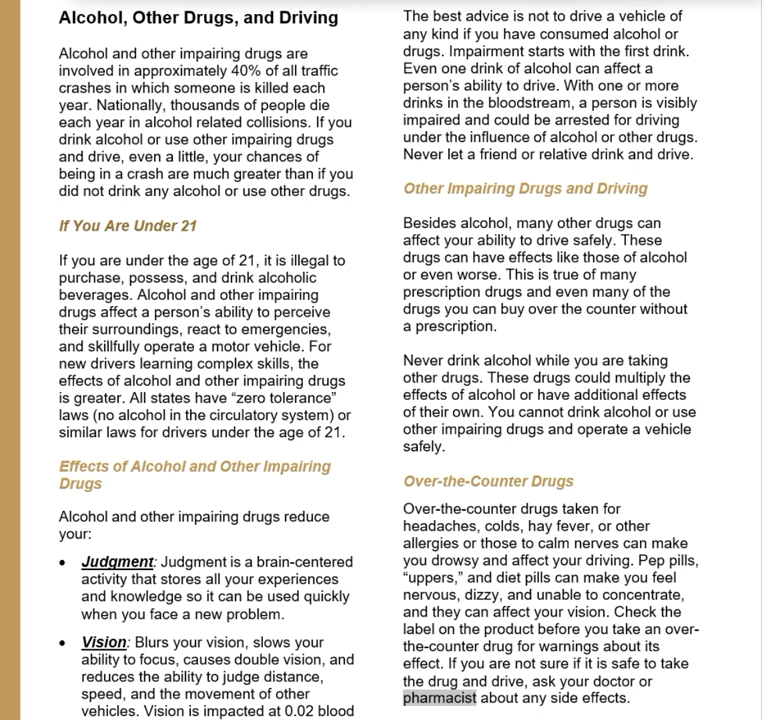 Alcohol, Other Drugs, and Driving
Alcohol and other impairing drugs are
involved in approximately 40% of all traffic
crashes in which someone is killed each
year. Nationally, thousands of people die
each year in alcohol related collisions. If you
drink alcohol or use other impairing drugs
and drive, even a little, your chances of
being in a crash are much greater than if you
did not drink any alcohol or use other drugs.
If You Are Under 21
If you are under the age of 21, it is illegal to
purchase, possess, and drink alcoholic
beverages. Alcohol and other impairing
drugs affect a person's ability to perceive
their surroundings, react to emergencies,
and skillfully operate a motor vehicle. For
new drivers learning complex skills, the
effects of alcohol and other impairing drugs
is greater. All states have “zero tolerance”
laws (no alcohol in the circulatory system) or
similar laws for drivers under the age of 21.
Effects of Alcohol and Other Impairing
Drugs
Alcohol and other impairing drugs reduce
your:
• Judgment: Judgment is a brain-centered
activity that stores all your experiences
and knowledge so it can be used quickly
when you face a new problem.
• Vision: Blurs your vision, slows your
ability to focus, causes double vision, and
reduces the ability to judge distance,
speed, and the movement of other
vehicles. Vision is impacted at 0.02 blood
The best advice is not to drive a vehicle of
any kind if you have consumed alcohol or
drugs. Impairment starts with the first drink.
Even one drink of alcohol can affect a
person's ability to drive. With one or more
drinks in the bloodstream, a person is visibly
impaired and could be arrested for driving
under the influence of alcohol or other drugs.
Never let a friend or relative drink and drive.
Other Impairing Drugs and Driving
Besides alcohol, many other drugs can
affect your ability to drive safely. These
drugs can have effects like those of alcohol
or even worse. This is true of many
prescription drugs and even many of the
drugs you can buy over the counter without
a prescription.
Never drink alcohol while you are taking
other drugs. These drugs could multiply the
effects of alcohol or have additional effects
of their own. You cannot drink alcohol or use
other impairing drugs and operate a vehicle
safely.
Over-the-Counter Drugs
Over-the-counter drugs taken for
headaches, colds, hay fever, or other
allergies or those to calm nerves can make
you drowsy and affect your driving. Pep pills,
“uppers,” and diet pills can make you feel
nervous, dizzy, and unable to concentrate,
and they can affect your vision. Check the
label on the product before you take an over-
the-counter drug for warnings about its
effect. If you are not sure if it is safe to take
the drug and drive, ask your doctor or
pharmacist about any side effects.